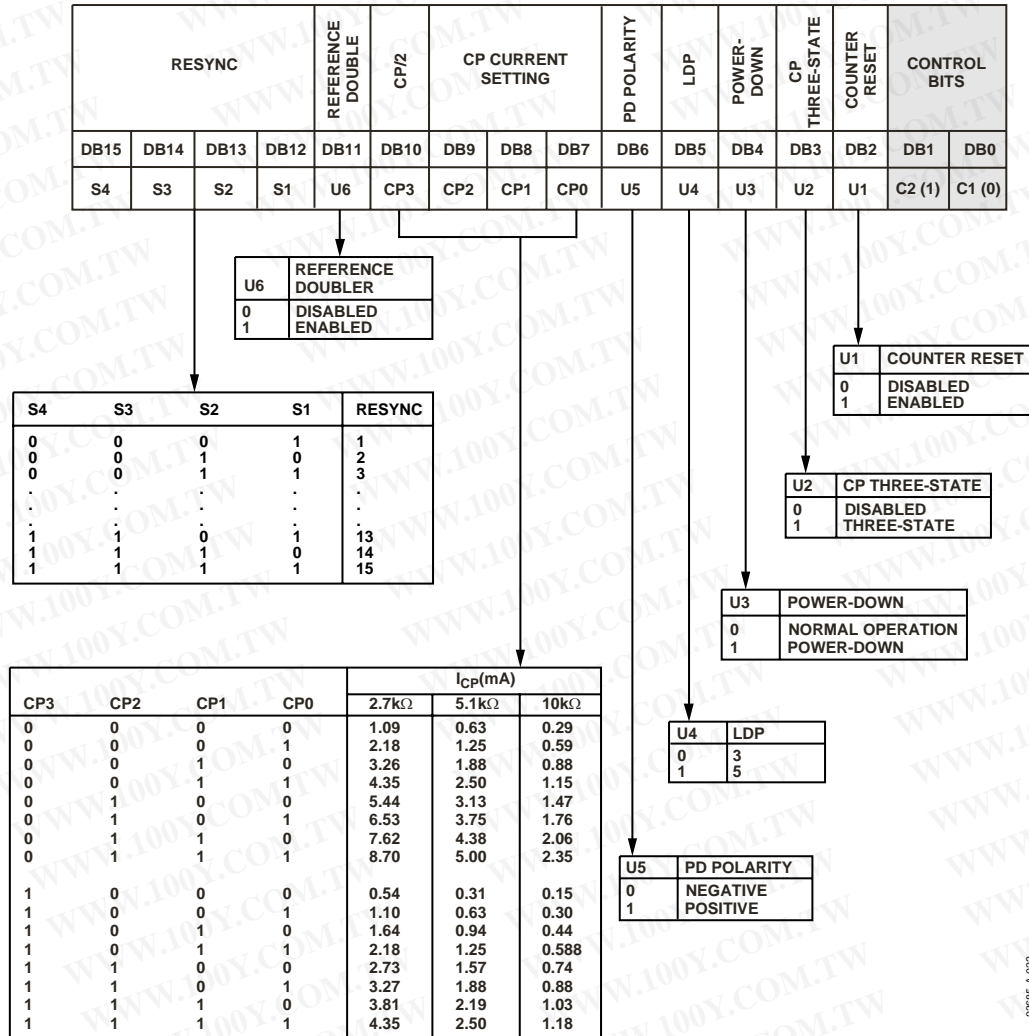 RESYNC
REFERENCE DOUBLE
CP/2
CP CURRENT SETTING
PD POLARITY
LDP
POWER-DOWN
CP THREE-STATE
COUNTER RESET
CONTROL BITS
DB15 DB14 DB13 DB12 DB11 DB10 DB9 DB8 DB7 DB6 DB5 DB4 DB3 DB2 DB1 DB0
S4 S3 S2 S1 U6 CP3 CP2 CP1 CP0 U5 U4 U3 U2 U1 C2 (1) C1 (0)
U6 REFERENCE DOUBLER
0 DISABLED
1 ENABLED
U1 COUNTER RESET
0 DISABLED
1 ENABLED
S4 S3 S2 S1 RESYNC
0 0 0 1 1
0 0 1 0 2
0 0 1 1 3
. . . . .
. . . . .
. . . . .
1 1 0 1 13
1 1 1 0 14
1 1 1 1 15
U2 CP THREE-STATE
0 DISABLED
1 THREE-STATE
U3 POWER-DOWN
0 NORMAL OPERATION
1 POWER-DOWN
ICP(mA)
CP3 CP2 CP1 CP0 2.7kΩ 5.1kΩ 10kΩ
0 0 0 0 1.09 0.63 0.29
0 0 0 1 2.18 1.25 0.59
0 0 1 0 3.26 1.88 0.88
0 0 1 1 4.35 2.50 1.15
0 1 0 0 5.44 3.13 1.47
0 1 0 1 6.53 3.75 1.76
0 1 1 0 7.62 4.38 2.06
0 1 1 1 8.70 5.00 2.35
1 0 0 0 0.54 0.31 0.15
1 0 0 1 1.10 0.63 0.30
1 0 1 0 1.64 0.94 0.44
1 0 1 1 2.18 1.25 0.588
1 1 0 0 2.73 1.57 0.74
1 1 0 1 3.27 1.88 0.88
1 1 1 0 3.81 2.19 1.03
1 1 1 1 4.35 2.50 1.18
U4 LDP
0 3
1 5
U5 PD POLARITY
0 NEGATIVE
1 POSITIVE
WWW.100Y.COM.TW